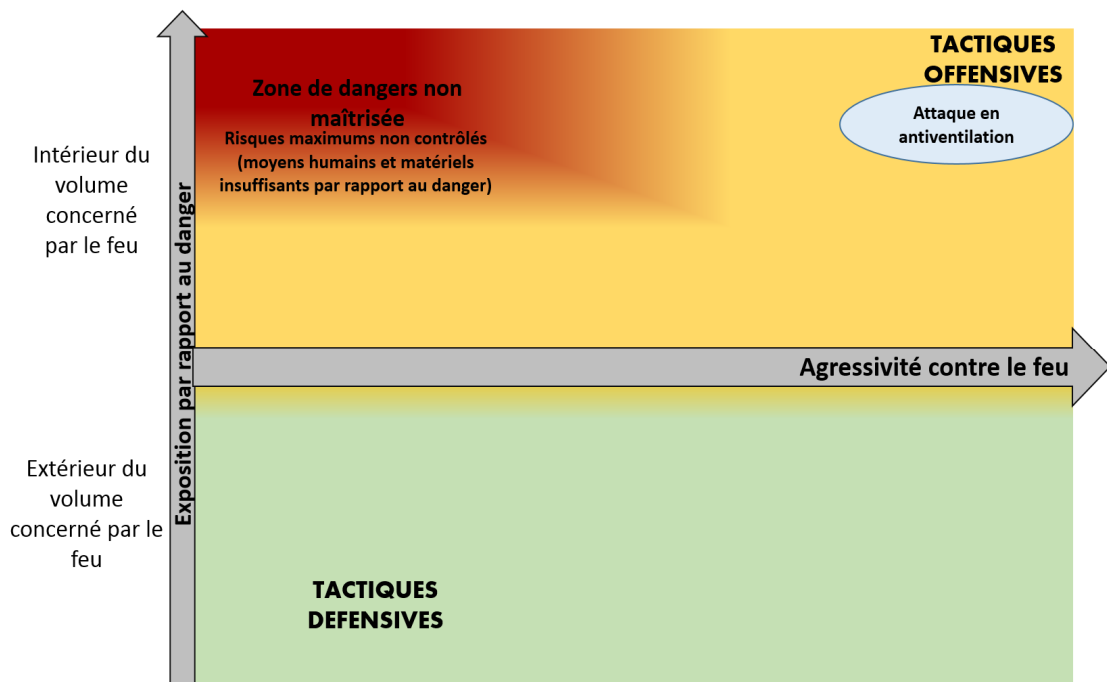 TACTIQUES
OFFENSIVES
Zone de dangers non
maîtrisée
Risques maximums non contrôlés
(moyens humains et matériels
insuffisants par rapport au danger)
Attaque en
antiventilation
Intérieur du
volume
concerné
par le feu
Exposition par rapport au danger
Agressivité contre le feu
Extérieur du
volume
concerné par le
feu
TACTIQUES
DEFENSIVES